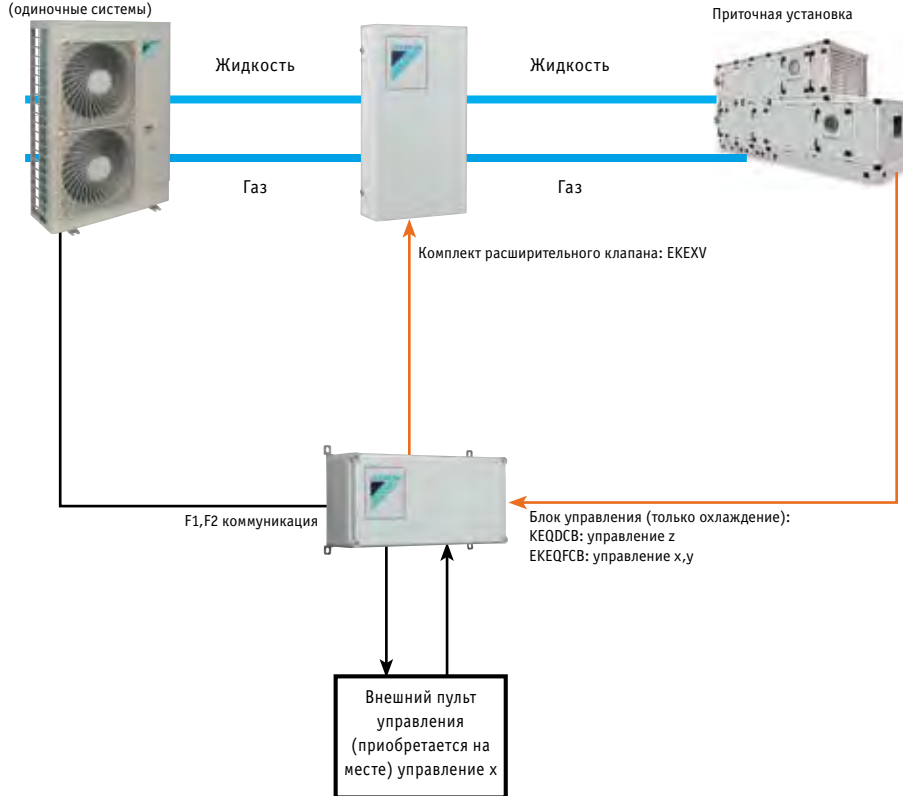 (одиночные системы)
Приточная установка
Жидкость
Жидкость
Газ
Газ
Комплект расширительного клапана: EKEXV
F1,F2 коммуникация
Блок управления (только охлаждение):
KEQDCB: управление z
EKEQFCB: управление x,y
Внешний пульт
управления
(приобретается на
месте) управление x